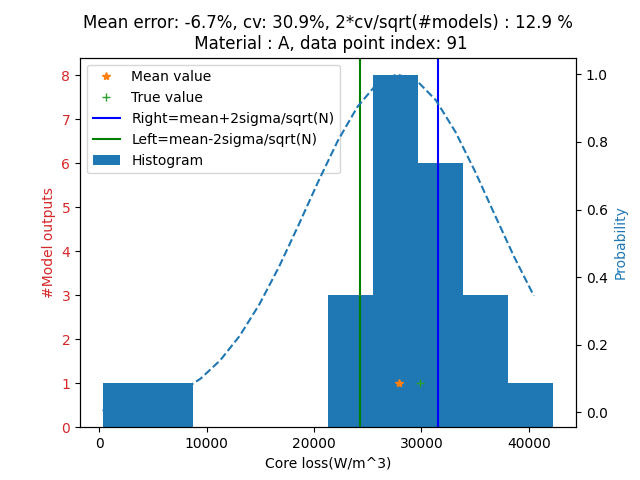 Mean error: -6.7%, cv: 30.9%, 2*cv/sqrt(#models) : 12.9 %
Material : A, data point index: 91
Mean value
True value
Right=mean+2sigma/sqrt(N)
Left=mean-2sigma/sqrt(N)
Histogram
8
7
6
5
4
3
2
1
0
#Model outputs
1.0
0.8
0.6
0.4
0.2
0.0
Probability
0 10000 20000 30000 40000
Core loss(W/m^3)